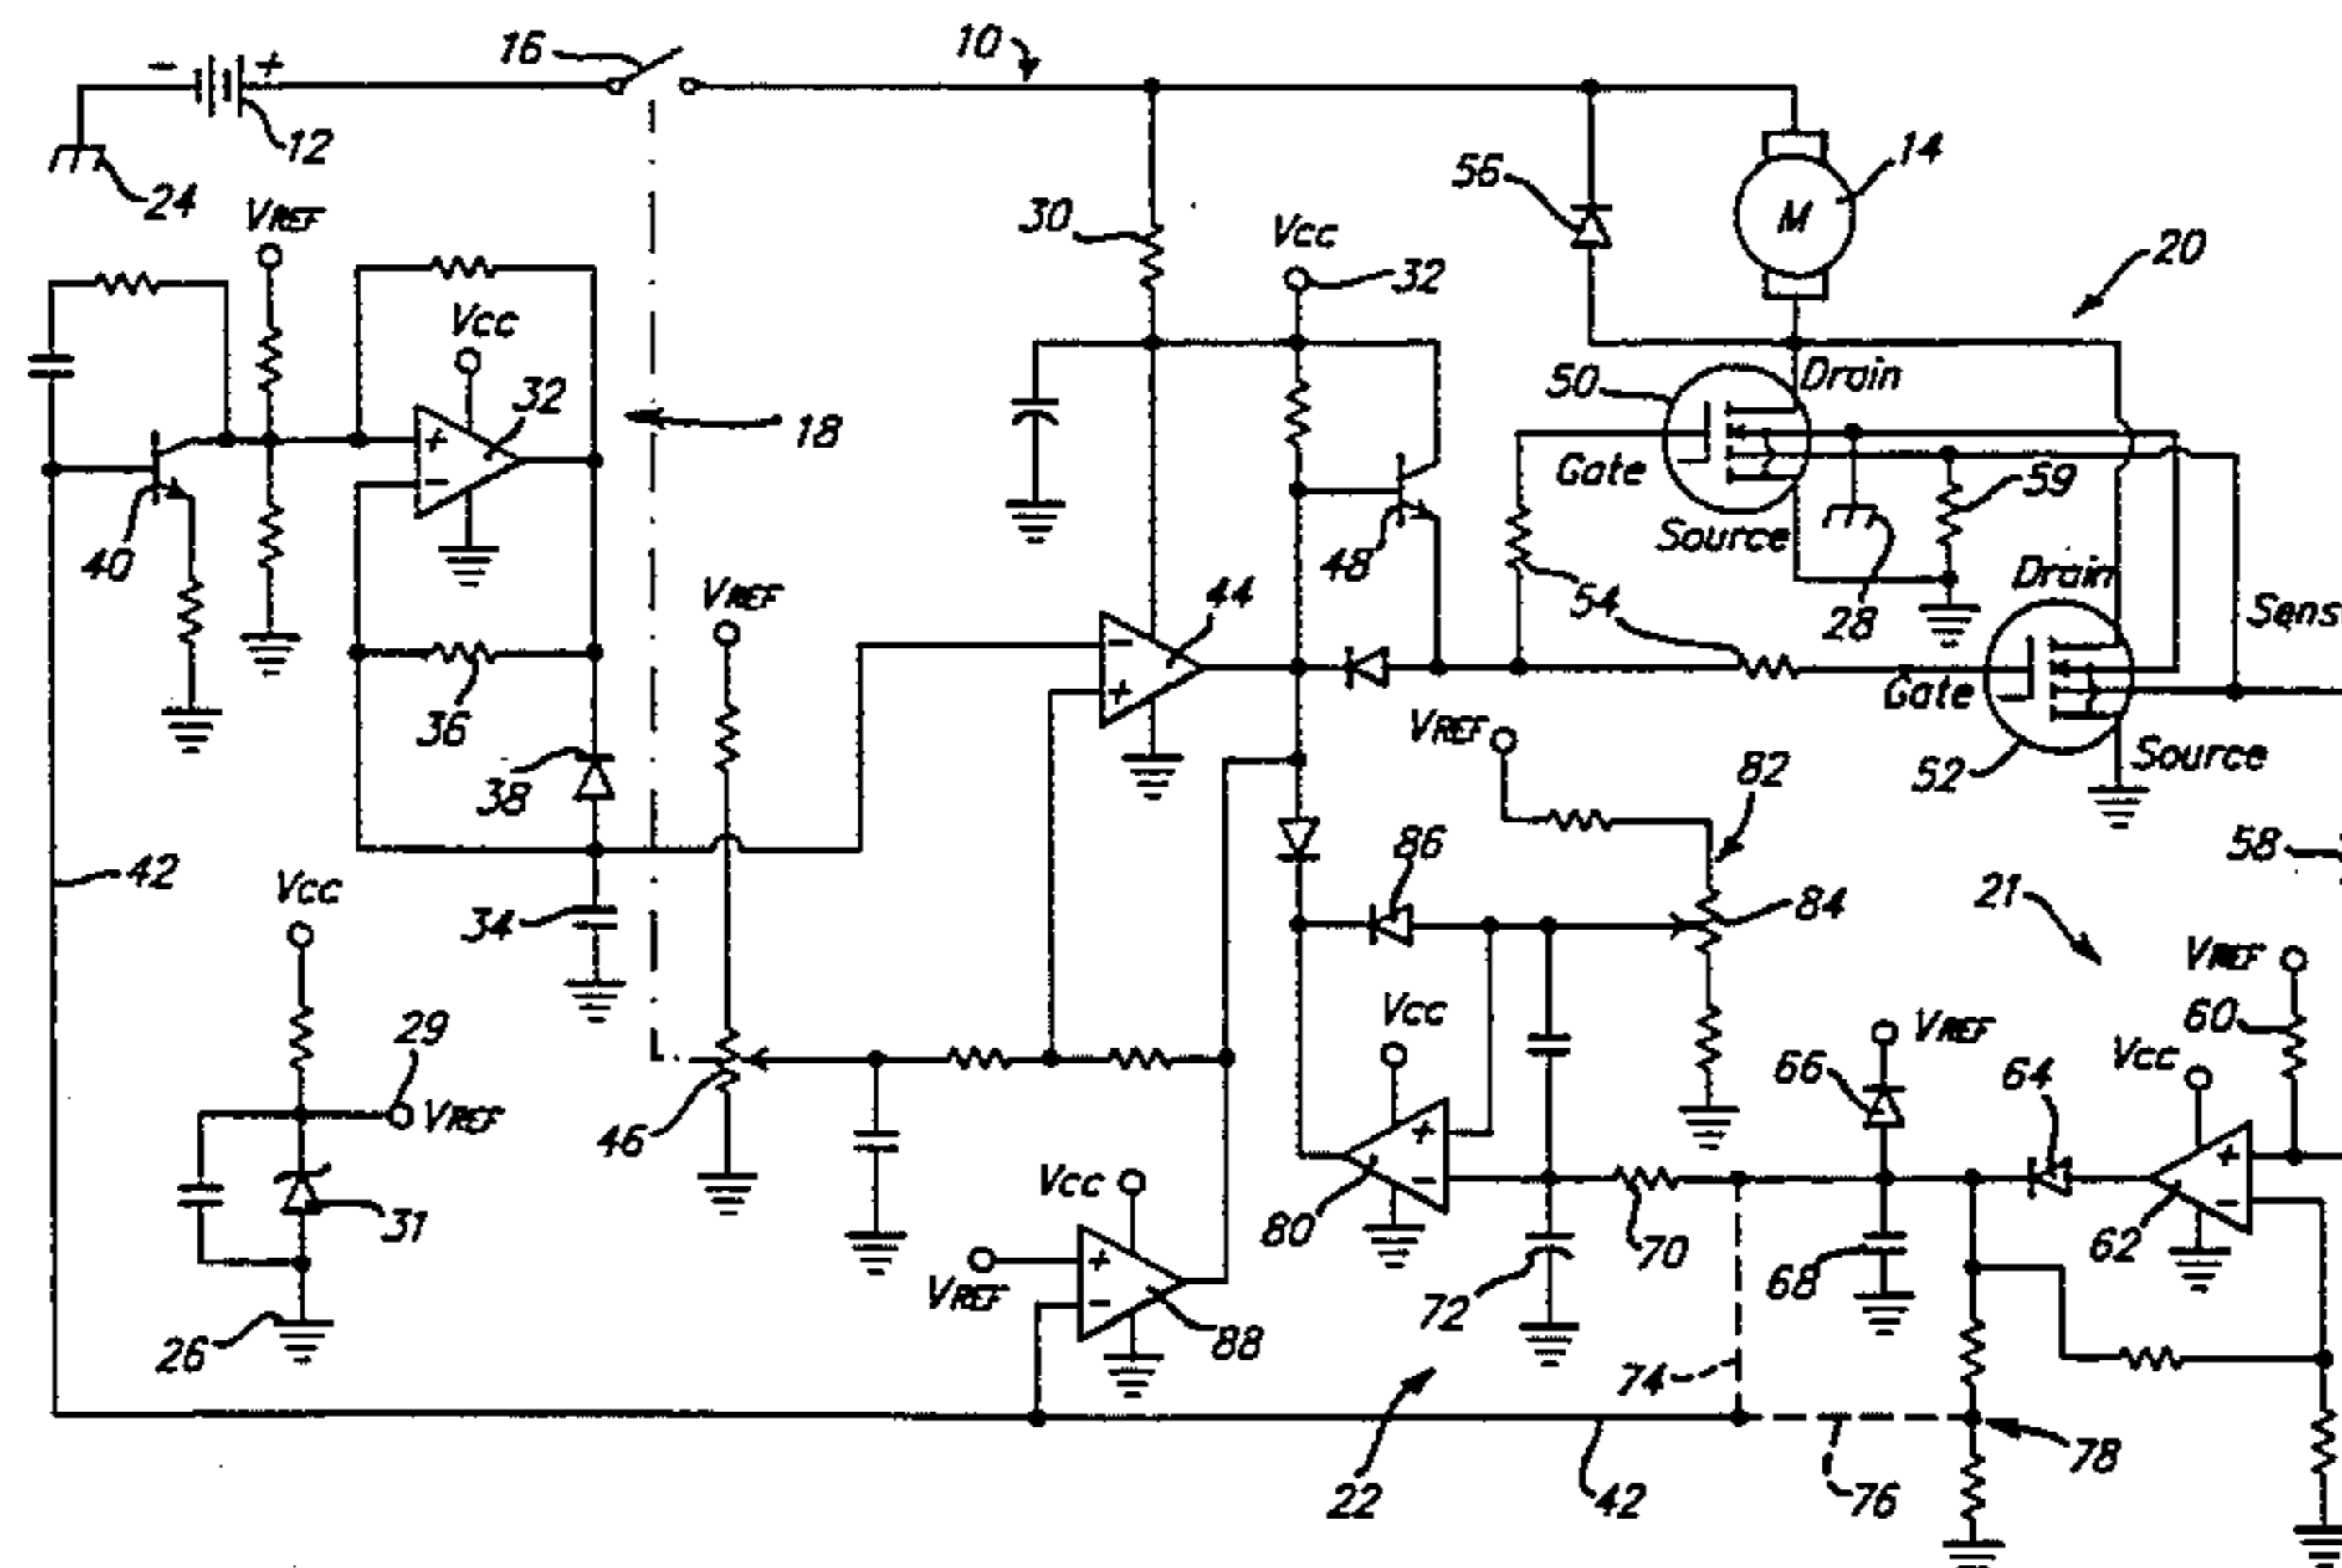 16
10
- +
12
24
VREF
56
14
M
30
Vcc
32
20
Vcc
32
18
50
Drain
Gate
59
40
Source
48
VREF
54
28
Drain
44
36
Gate
38
VREF
82
52
Source
42
Vcc
86
58
34
84
21
29
VREF
Vcc
60
VREF
66
Vcc
64
VREF
46
31
Vcc
80
70
68
62
VREF
72
26
88
74
22
42
76
78
+
-
-
+
+
-
+
-
+
-